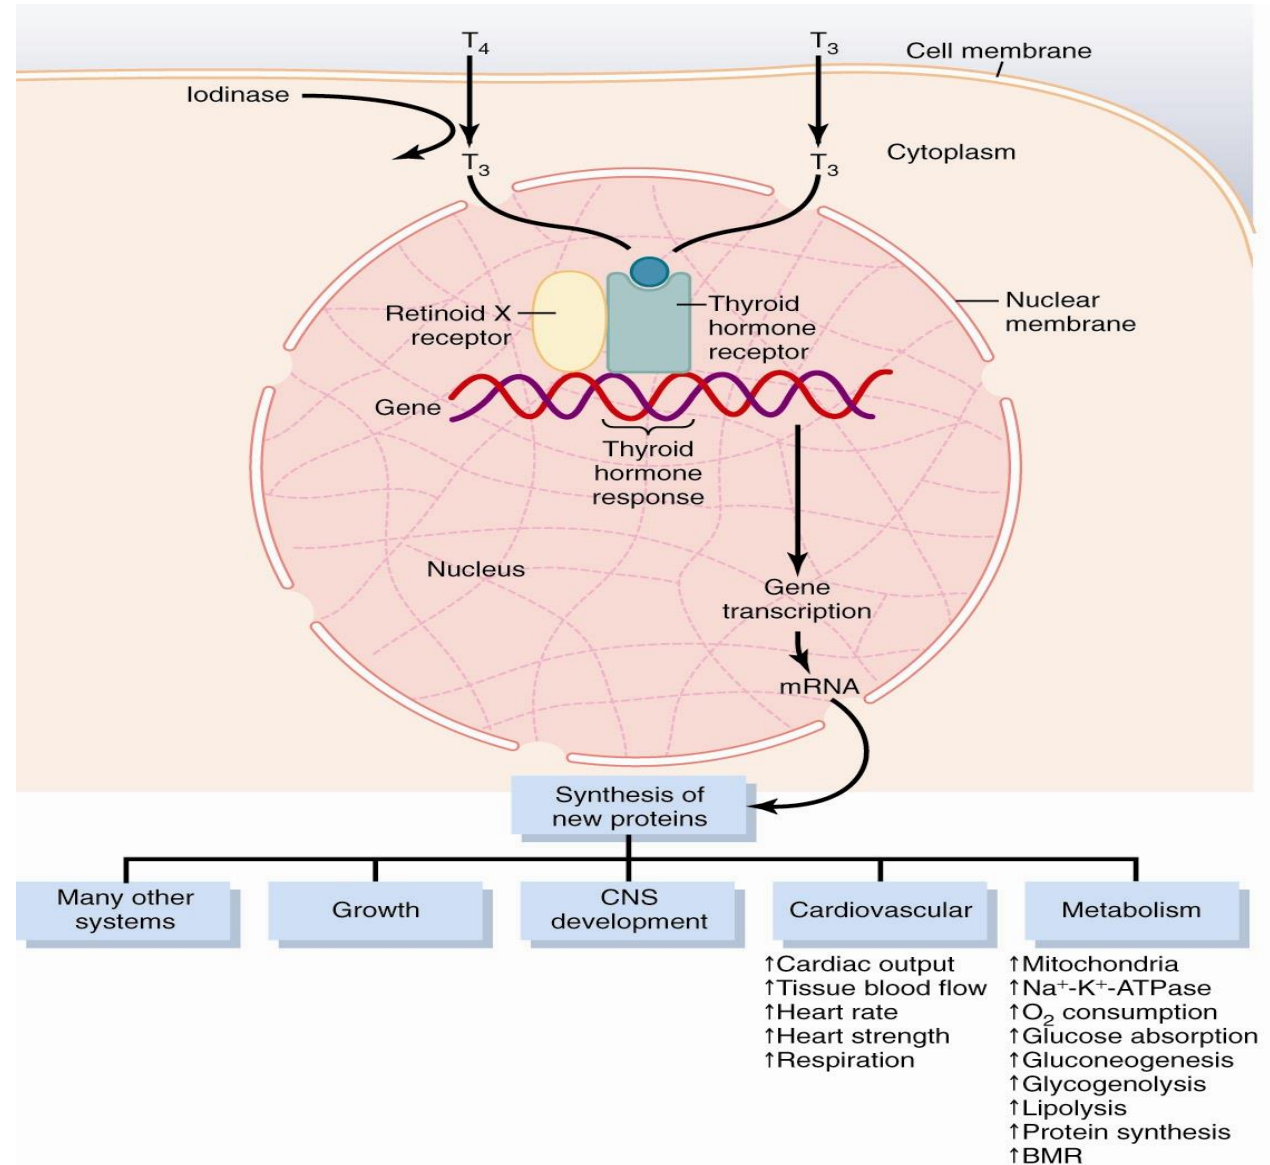 T4
T3
Cell membrane
Iodinase
T3
T3
Cytoplasm
Retinoid X
receptor
Thyroid
hormone
receptor
Nuclear
membrane
Gene
Thyroid
hormone
response
Nucleus
Gene
transcription
mRNA
Synthesis of
new proteins
Many other
systems
Growth
CNS
development
Cardiovascular
Metabolism
↑Cardiac output
↑Tissue blood flow
↑Heart rate
↑Heart strength
↑Respiration
↑Mitochondria
↑Na⁺-K⁺-ATPase
↑O₂ consumption
↑Glucose absorption
↑Gluconeogenesis
↑Glycogenolysis
↑Lipolysis
↑Protein synthesis
↑BMR